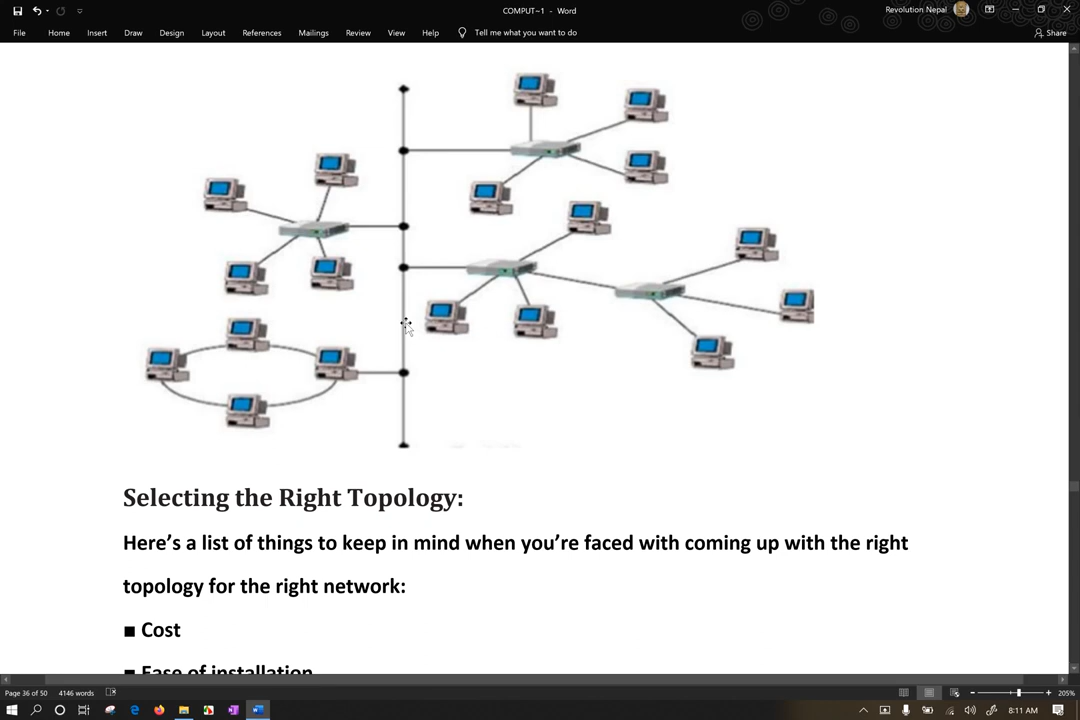 COMPUT~1 - Word
Revolution Nepal
File Home Insert Draw Design Layout References Mailings Review View Help Tell me what you want to do Share
Selecting the Right Topology:
Here’s a list of things to keep in mind when you’re faced with coming up with the right
topology for the right network:
■ Cost
■ Ease of installation
Page 36 of 50 4146 words 205%
8:11 AM